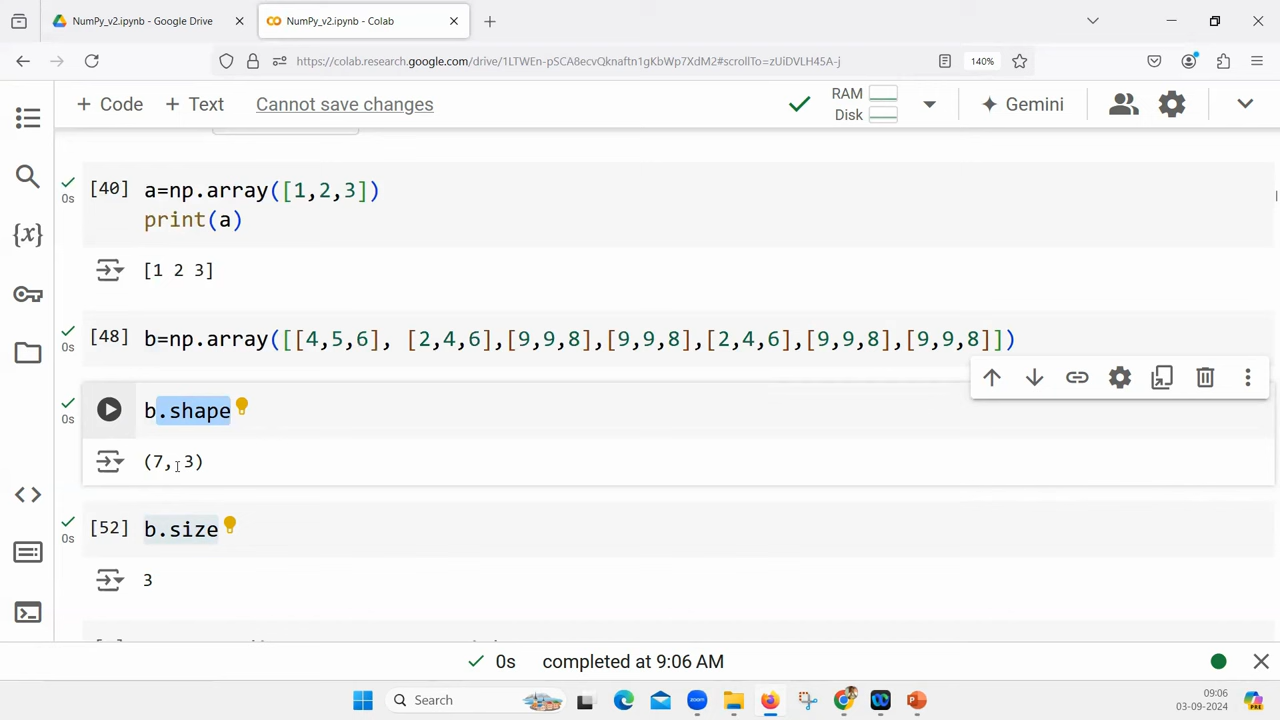 NumPy_v2.ipynb - Google Drive
NumPy_v2.ipynb - Colab
https://colab.research.google.com/drive/1LTWEn-pSCA8ecvQknaftn1gKbWp7XdM2#scrollTo=zUiDVLH45A-j
140%
+ Code + Text Cannot save changes
RAM
Disk
Gemini
[40] a=np.array([1,2,3])
0s
print(a)
[1 2 3]
[48] b=np.array([[4,5,6], [2,4,6],[9,9,8],[9,9,8],[2,4,6],[9,9,8],[9,9,8]])
0s
b.shape
0s
(7, 3)
[52] b.size
0s
3
{x}
0s completed at 9:06 AM
Search
09:06
03-09-2024
PRE